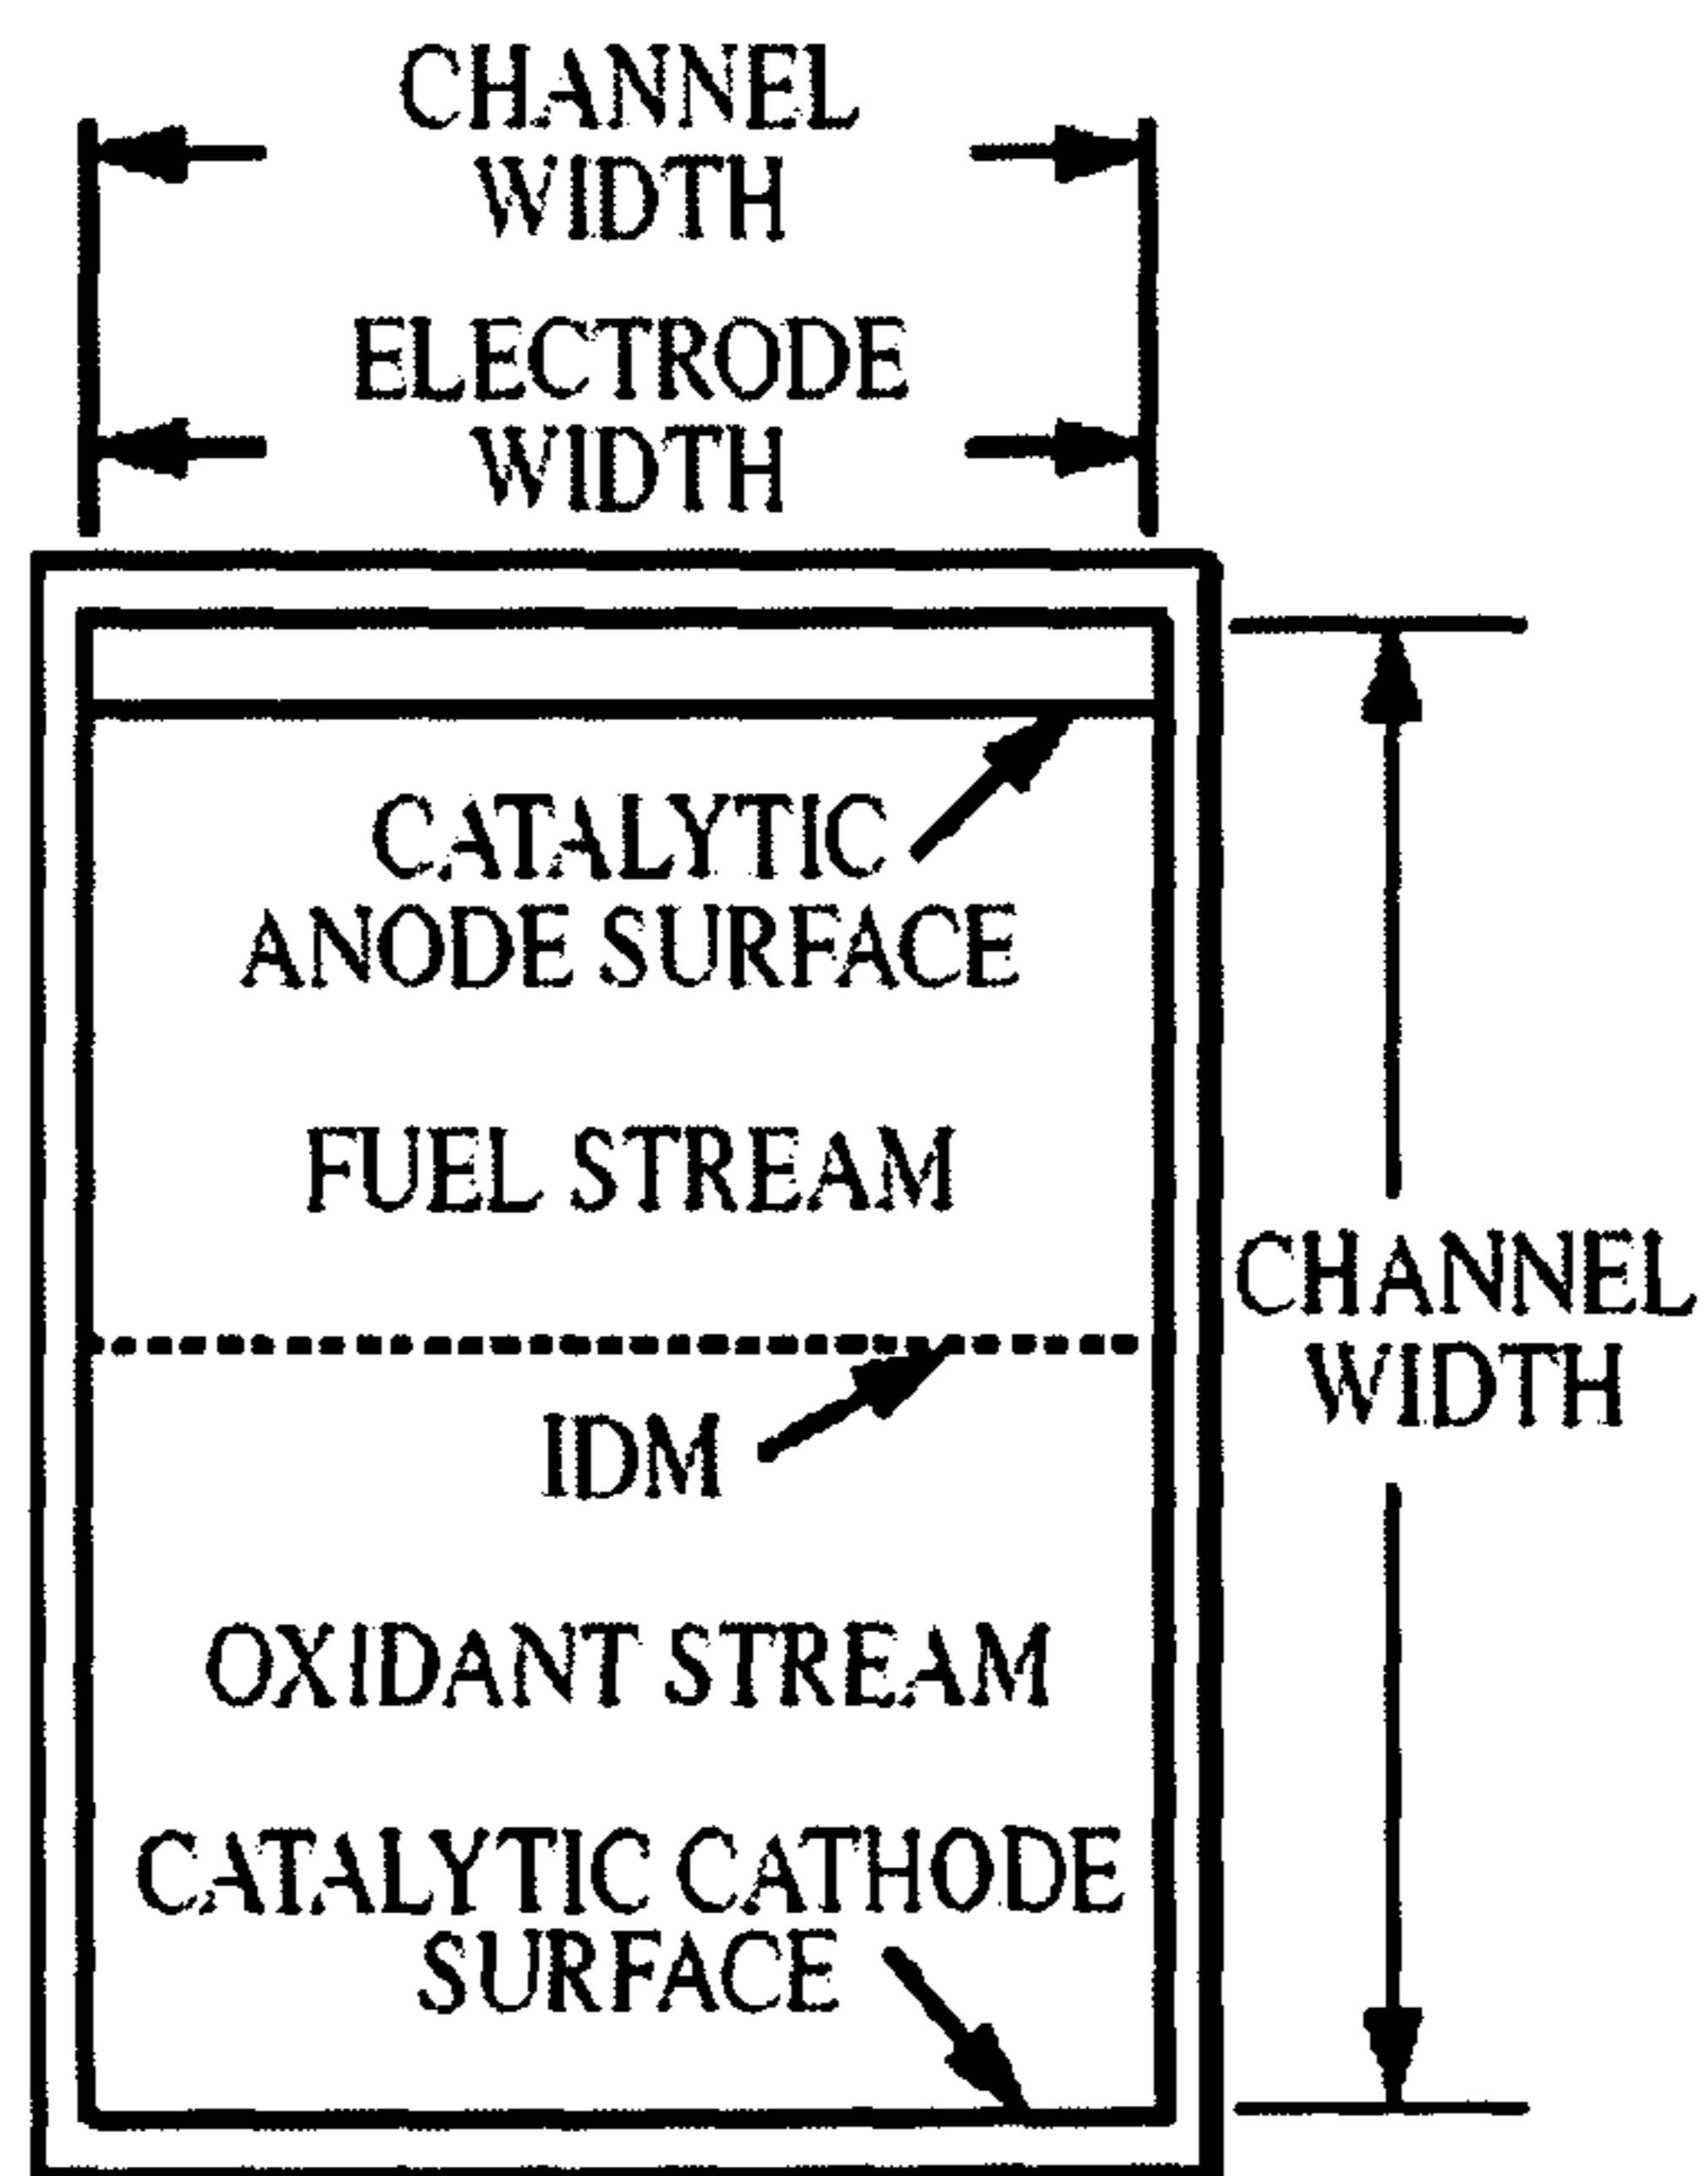 CHANNEL
WIDTH
ELECTRODE
WIDTH
CATALYTIC
ANODE SURFACE
FUEL STREAM
CHANNEL
WIDTH
IDM
OXIDANT STREAM
CATALYTIC CATHODE
SURFACE